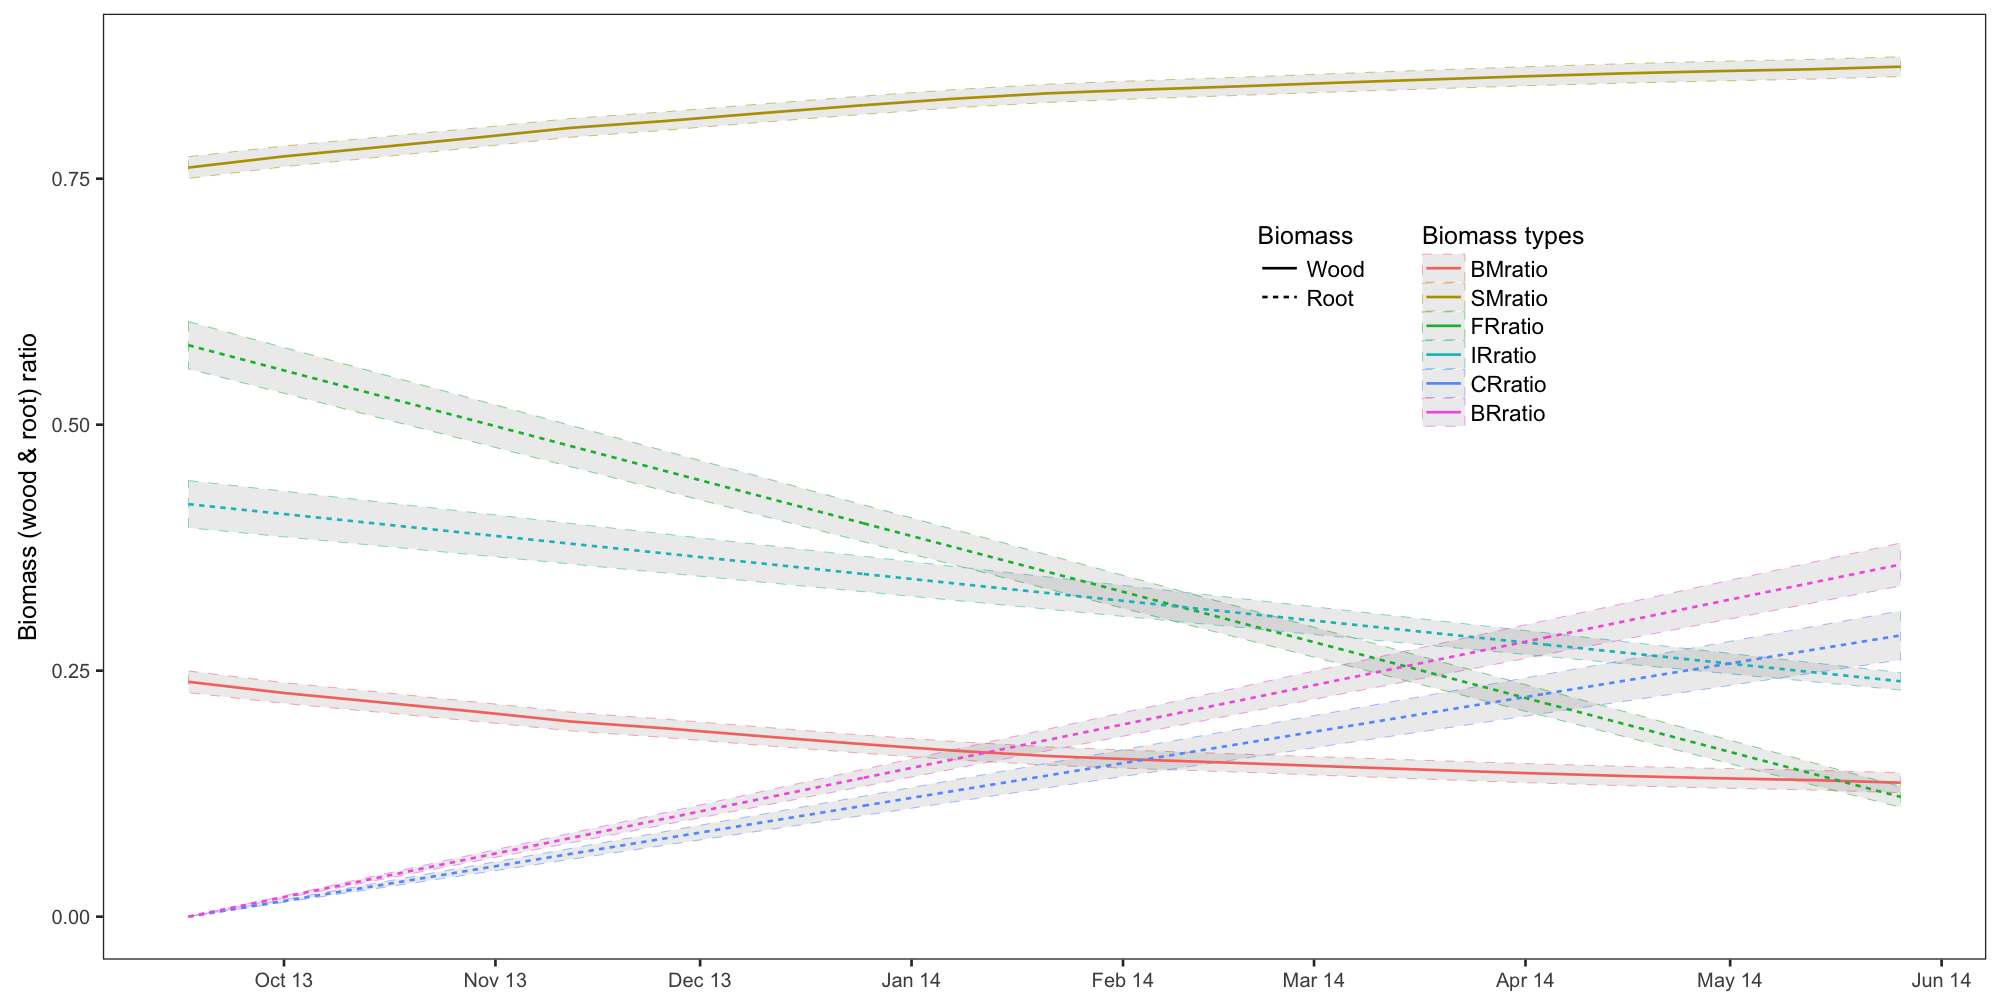 Biomass (wood & root) ratio
0.75
0.50
0.25
0.00
Biomass
Wood
Root
Biomass types
BMratio
SMratio
FRratio
IRratio
CRratio
BRratio
Oct 13 Nov 13 Dec 13 Jan 14 Feb 14 Mar 14 Apr 14 May 14 Jun 14